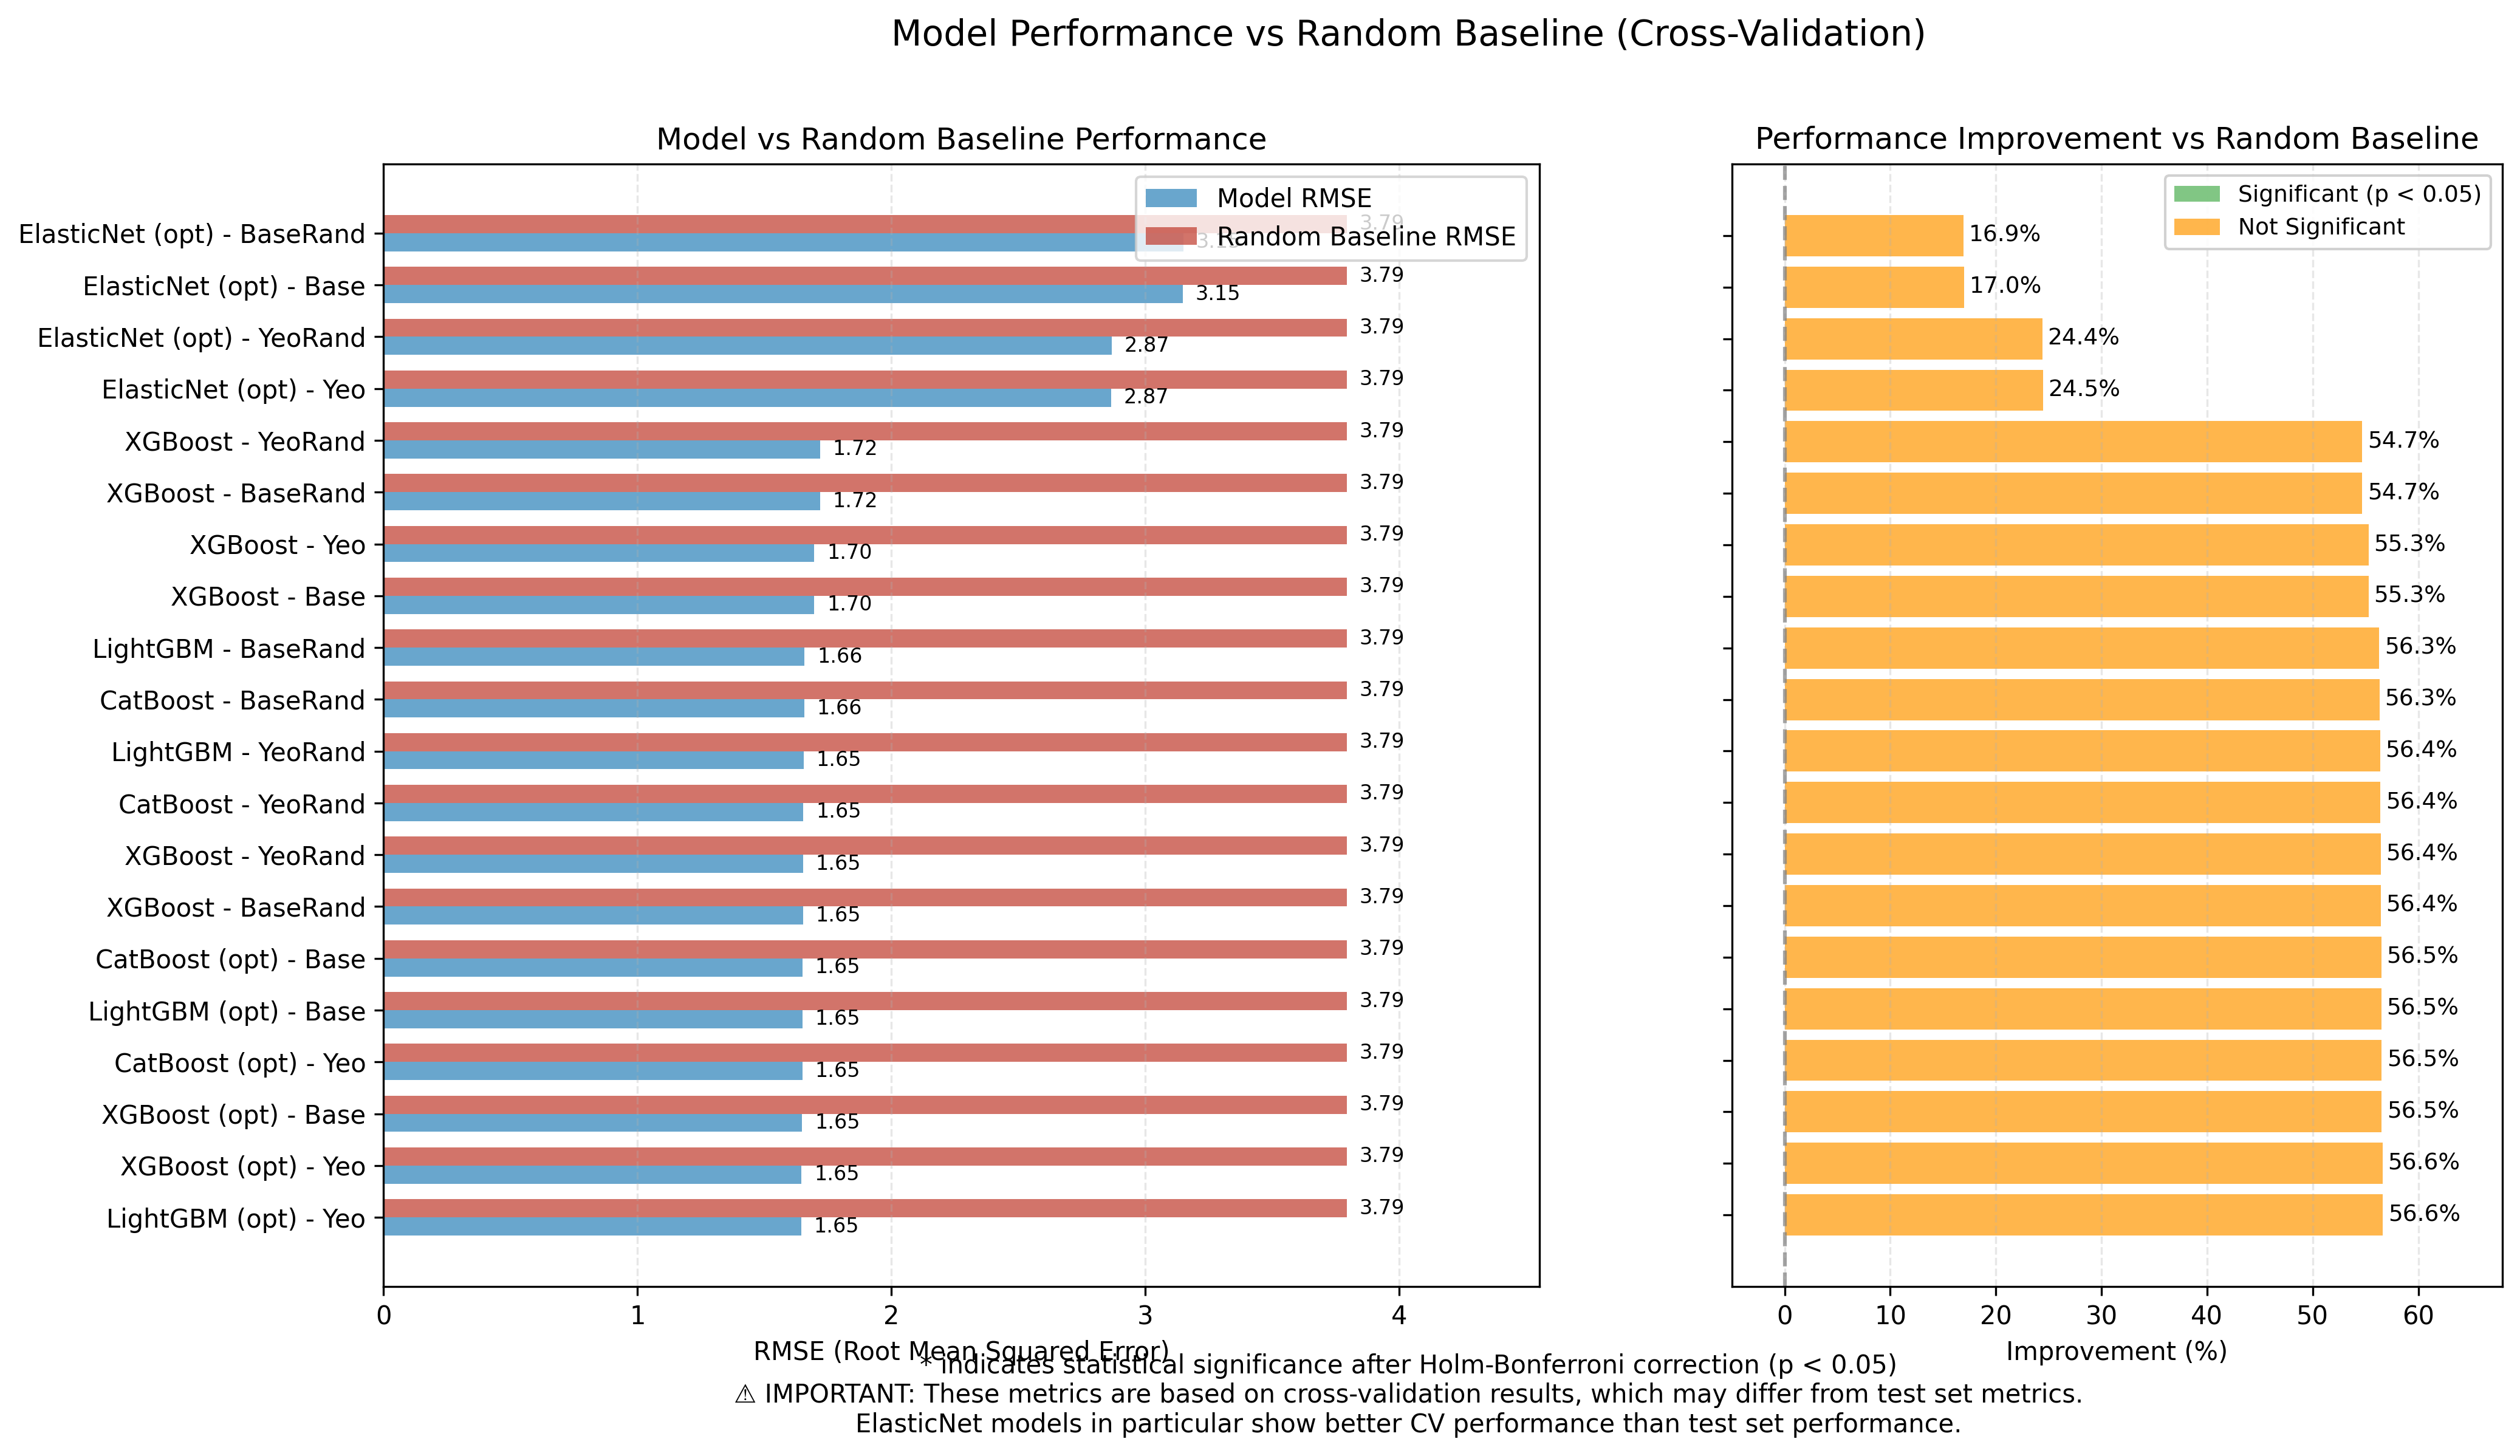 Model Performance vs Random Baseline (Cross-Validation)
Model vs Random Baseline Performance
Model RMSE
Random Baseline RMSE
ElasticNet (opt) - BaseRand
3.79
ElasticNet (opt) - Base
3.79
3.15
ElasticNet (opt) - YeoRand
3.79
2.87
ElasticNet (opt) - Yeo
3.79
2.87
XGBoost - YeoRand
3.79
1.72
XGBoost - BaseRand
3.79
1.72
XGBoost - Yeo
3.79
1.70
XGBoost - Base
3.79
1.70
LightGBM - BaseRand
3.79
1.66
CatBoost - BaseRand
3.79
1.66
LightGBM - YeoRand
3.79
1.65
CatBoost - YeoRand
3.79
1.65
XGBoost - YeoRand
3.79
1.65
XGBoost - BaseRand
3.79
1.65
CatBoost (opt) - Base
3.79
1.65
LightGBM (opt) - Base
3.79
1.65
CatBoost (opt) - Yeo
3.79
1.65
XGBoost (opt) - Base
3.79
1.65
XGBoost (opt) - Yeo
3.79
1.65
LightGBM (opt) - Yeo
3.79
1.65
0 1 2 3 4
RMSE (Root Mean Squared Error)
Performance Improvement vs Random Baseline
Significant (p < 0.05)
Not Significant
16.9%
17.0%
24.4%
24.5%
54.7%
54.7%
55.3%
55.3%
56.3%
56.3%
56.4%
56.4%
56.4%
56.4%
56.5%
56.5%
56.5%
56.5%
56.6%
56.6%
0 10 20 30 40 50 60
Improvement (%)
* indicates statistical significance after Holm-Bonferroni correction (p < 0.05)
⚠ IMPORTANT: These metrics are based on cross-validation results, which may differ from test set metrics.
ElasticNet models in particular show better CV performance than test set performance.